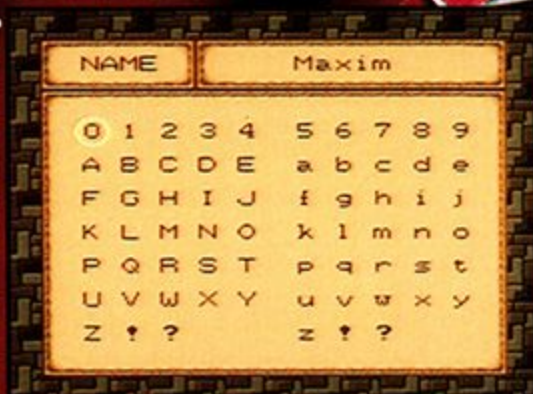 NAME Maxim
0 1 2 3 4 5 6 7 8 9
A B C D E a b c d e
F G H I J f g h i j
K L M N O k l m n o
P Q R S T p q r s t
U V W X Y u v w x y
Z ! ? z ! ?